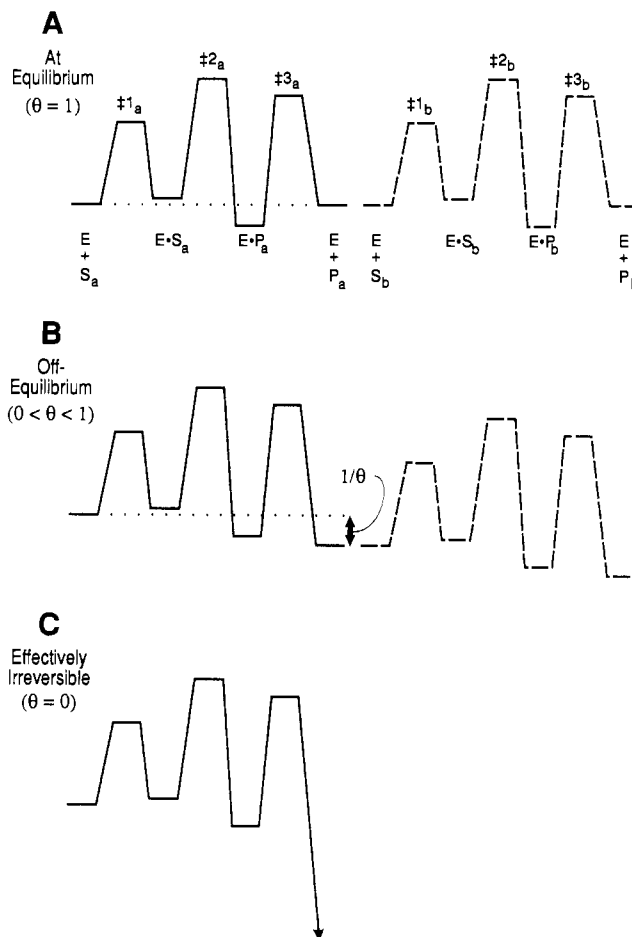 A
At
Equilibrium
(θ = 1)
‡1a
‡2a
‡3a
‡1b
‡2b
‡3b
E
+
Sa
E•Sa
E•Pa
E
+
Pa
E
+
Sb
E•Sb
E•Pb
E
+
P
B
Off-
Equilibrium
(0 < θ < 1)
1/θ
C
Effectively
Irreversible
(θ = 0)